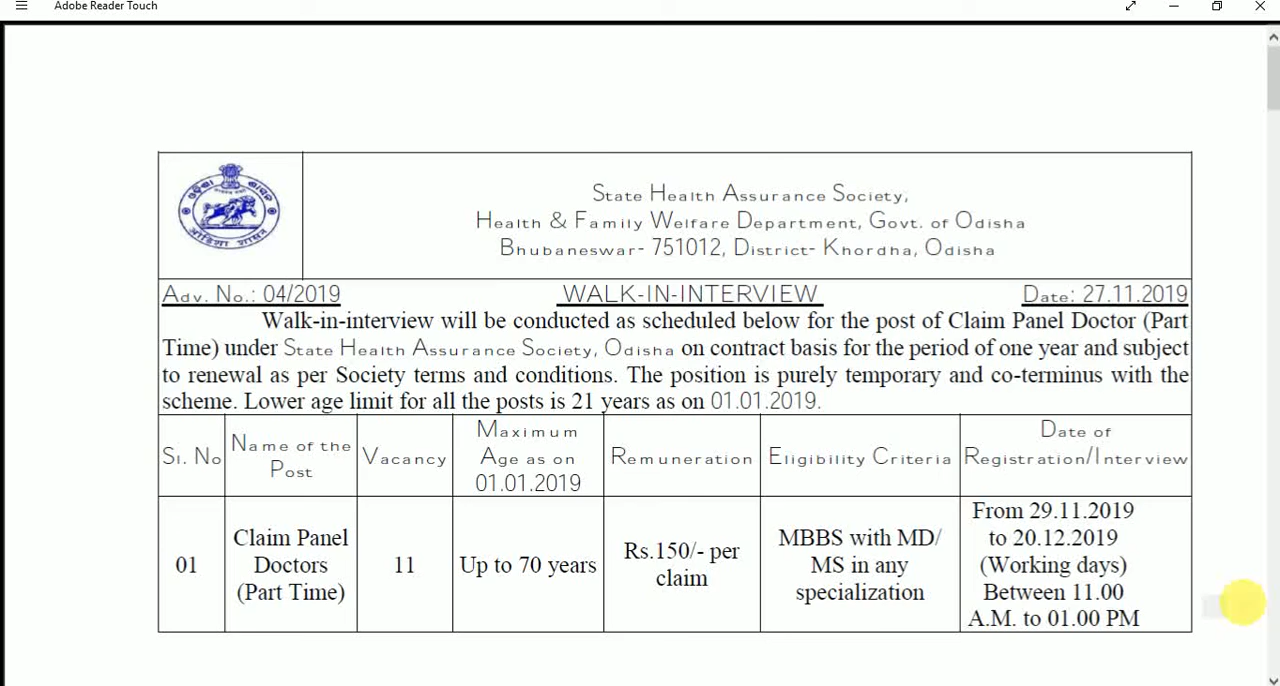 Adobe Reader Touch
ଓଡ଼ିଶା ଶାସନ
State Health Assurance Society,
Health & Family Welfare Department, Govt. of Odisha
Bhubaneswar- 751012, District- Khordha, Odisha
Adv. No.: 04/2019 WALK-IN-INTERVIEW Date: 27.11.2019
Walk-in-interview will be conducted as scheduled below for the post of Claim Panel Doctor (Part
Time) under State Health Assurance Society, Odisha on contract basis for the period of one year and subject
to renewal as per Society terms and conditions. The position is purely temporary and co-terminus with the
scheme. Lower age limit for all the posts is 21 years as on 01.01.2019.
Sl. No
Name of the
Post
Vacancy
Maximum
Age as on
01.01.2019
Remuneration
Eligibility Criteria
Date of
Registration/Interview
01
Claim Panel
Doctors
(Part Time)
11
Up to 70 years
Rs.150/- per
claim
MBBS with MD/
MS in any
specialization
From 29.11.2019
to 20.12.2019
(Working days)
Between 11.00
A.M. to 01.00 PM